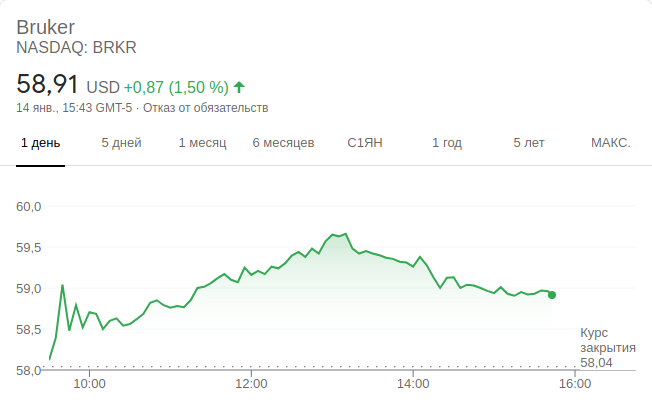 Bruker
NASDAQ: BRKR
58,91 USD +0,87 (1,50 %)
14 янв., 15:43 GMT-5 · Отказ от обязательств
1 день 5 дней 1 месяц 6 месяцев С1ЯН 1 год 5 лет МАКС.
60,0
59,5
59,0
58,5
58,0
Курс
закрытия
58,04
10:00 12:00 14:00 16:00